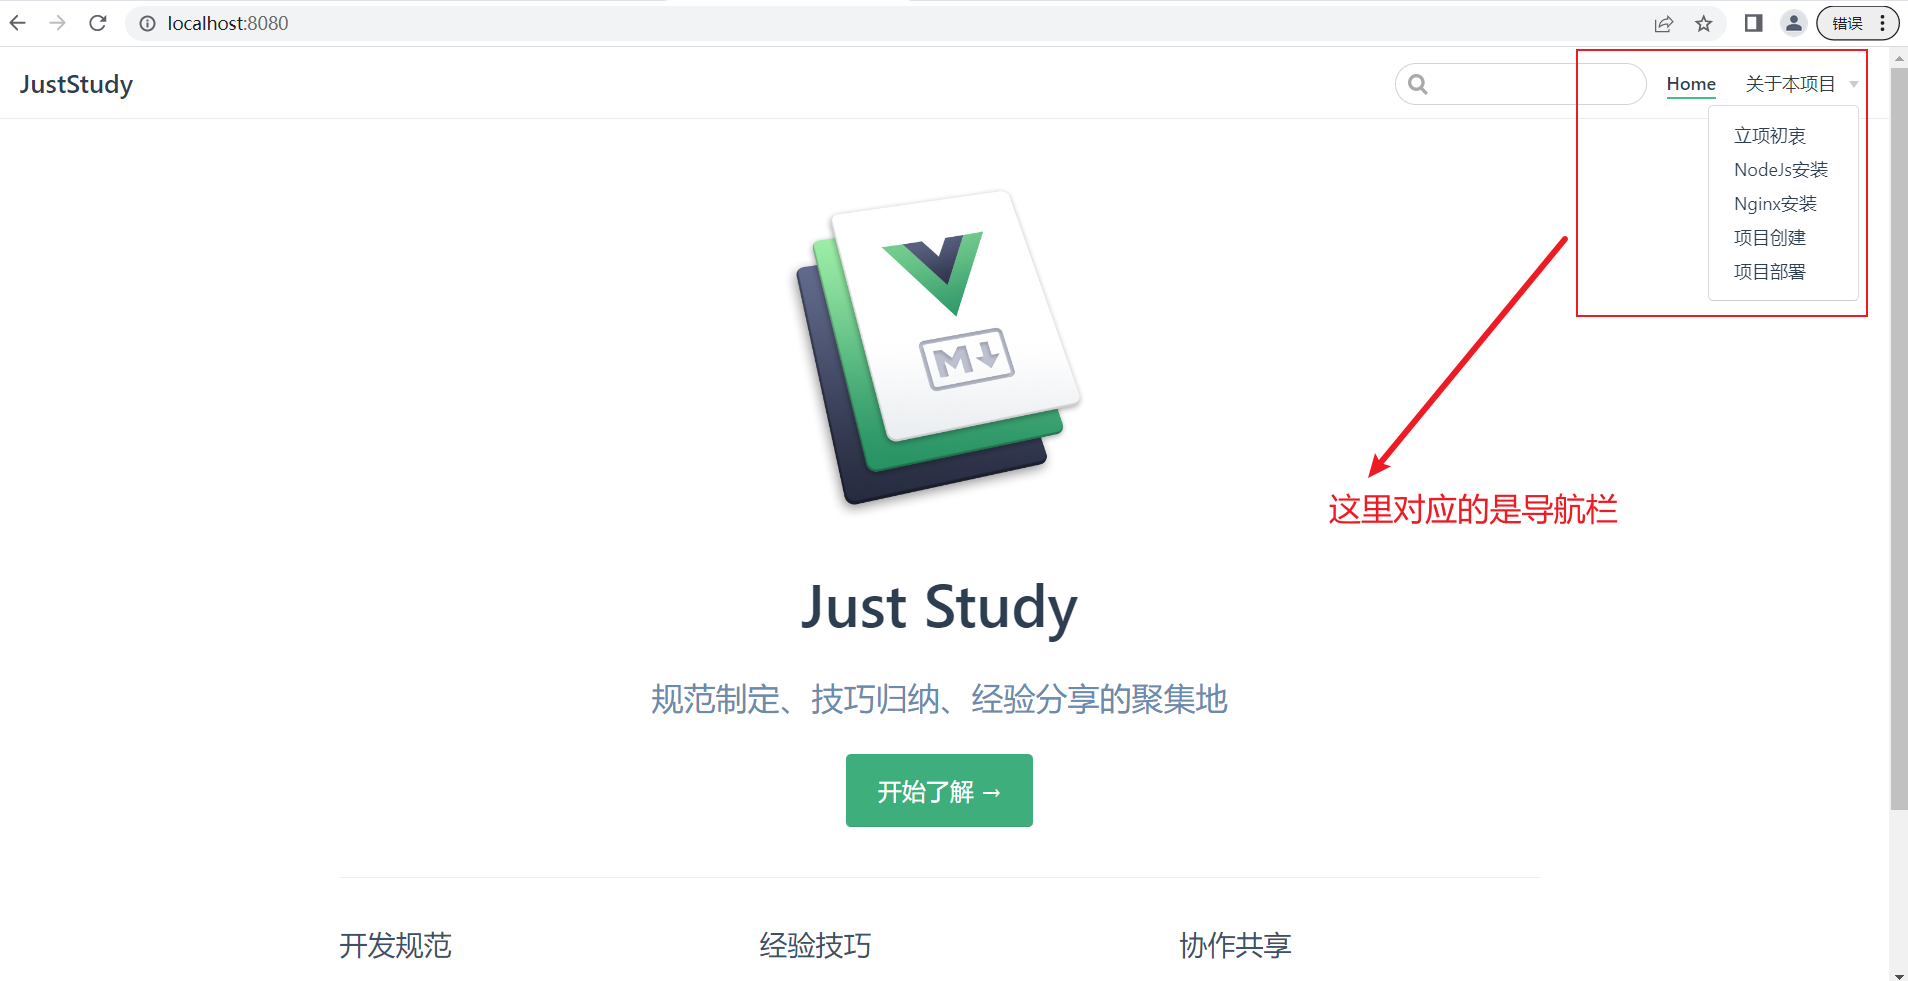 localhost:8080
错误
JustStudy
Home
关于本项目
立项初衷
NodeJs安装
Nginx安装
项目创建
项目部署
M
这里对应的是导航栏
Just Study
规范制定、技巧归纳、经验分享的聚集地
开始了解 →
开发规范
经验技巧
协作共享